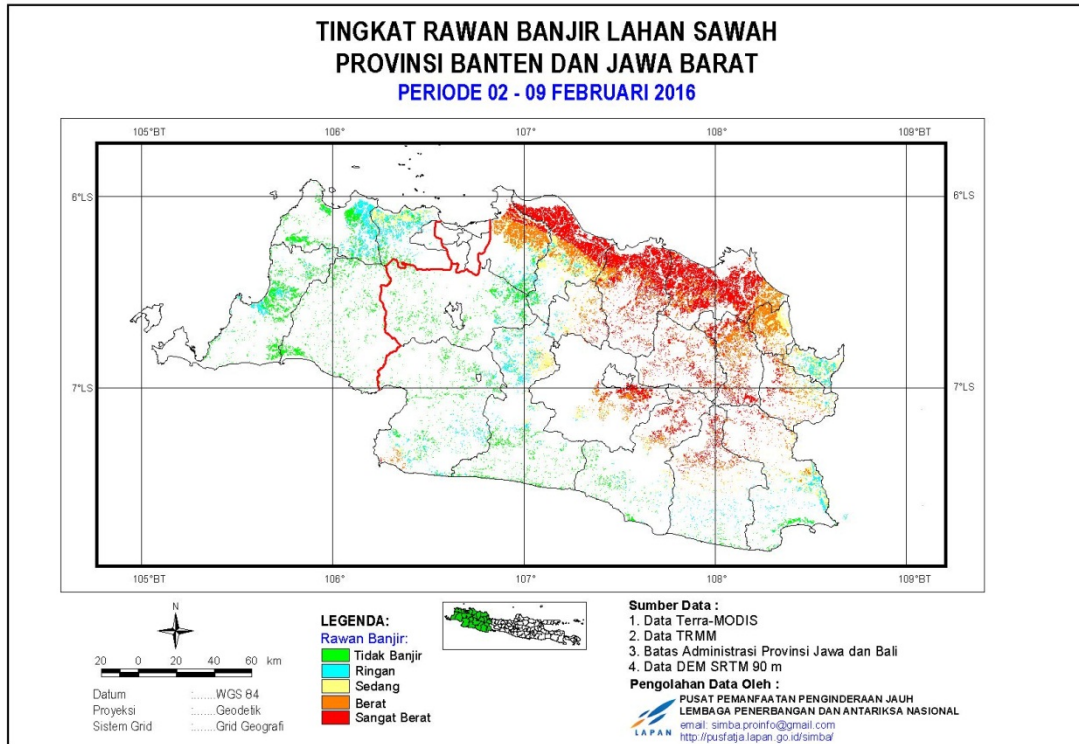 TINGKAT RAWAN BANJIR LAHAN SAWAH
PROVINSI BANTEN DAN JAWA BARAT
PERIODE 02 - 09 FEBRUARI 2016
105°BT 106° 107° 108° 109°BT
6°LS 6°LS
7°LS 7°LS
105°BT 106° 107° 108° 109°BT
N
20 0 20 40 60 km
Datum :......WGS 84
Proyeksi :......Geodetik
Sistem Grid :......Grid Geografi
LEGENDA:
Rawan Banjir:
Tidak Banjir
Ringan
Sedang
Berat
Sangat Berat
Sumber Data :
1. Data Terra-MODIS
2. Data TRMM
3. Batas Administrasi Provinsi Jawa dan Bali
4. Data DEM SRTM 90 m
Pengolahan Data Oleh :
PUSAT PEMANFAATAN PENGINDERAAN JAUH
LEMBAGA PENERBANGAN DAN ANTARIKSA NASIONAL
email: simba.proinfo@gmail.com
http://pusfatja.lapan.go.id/simba/
LAPAN